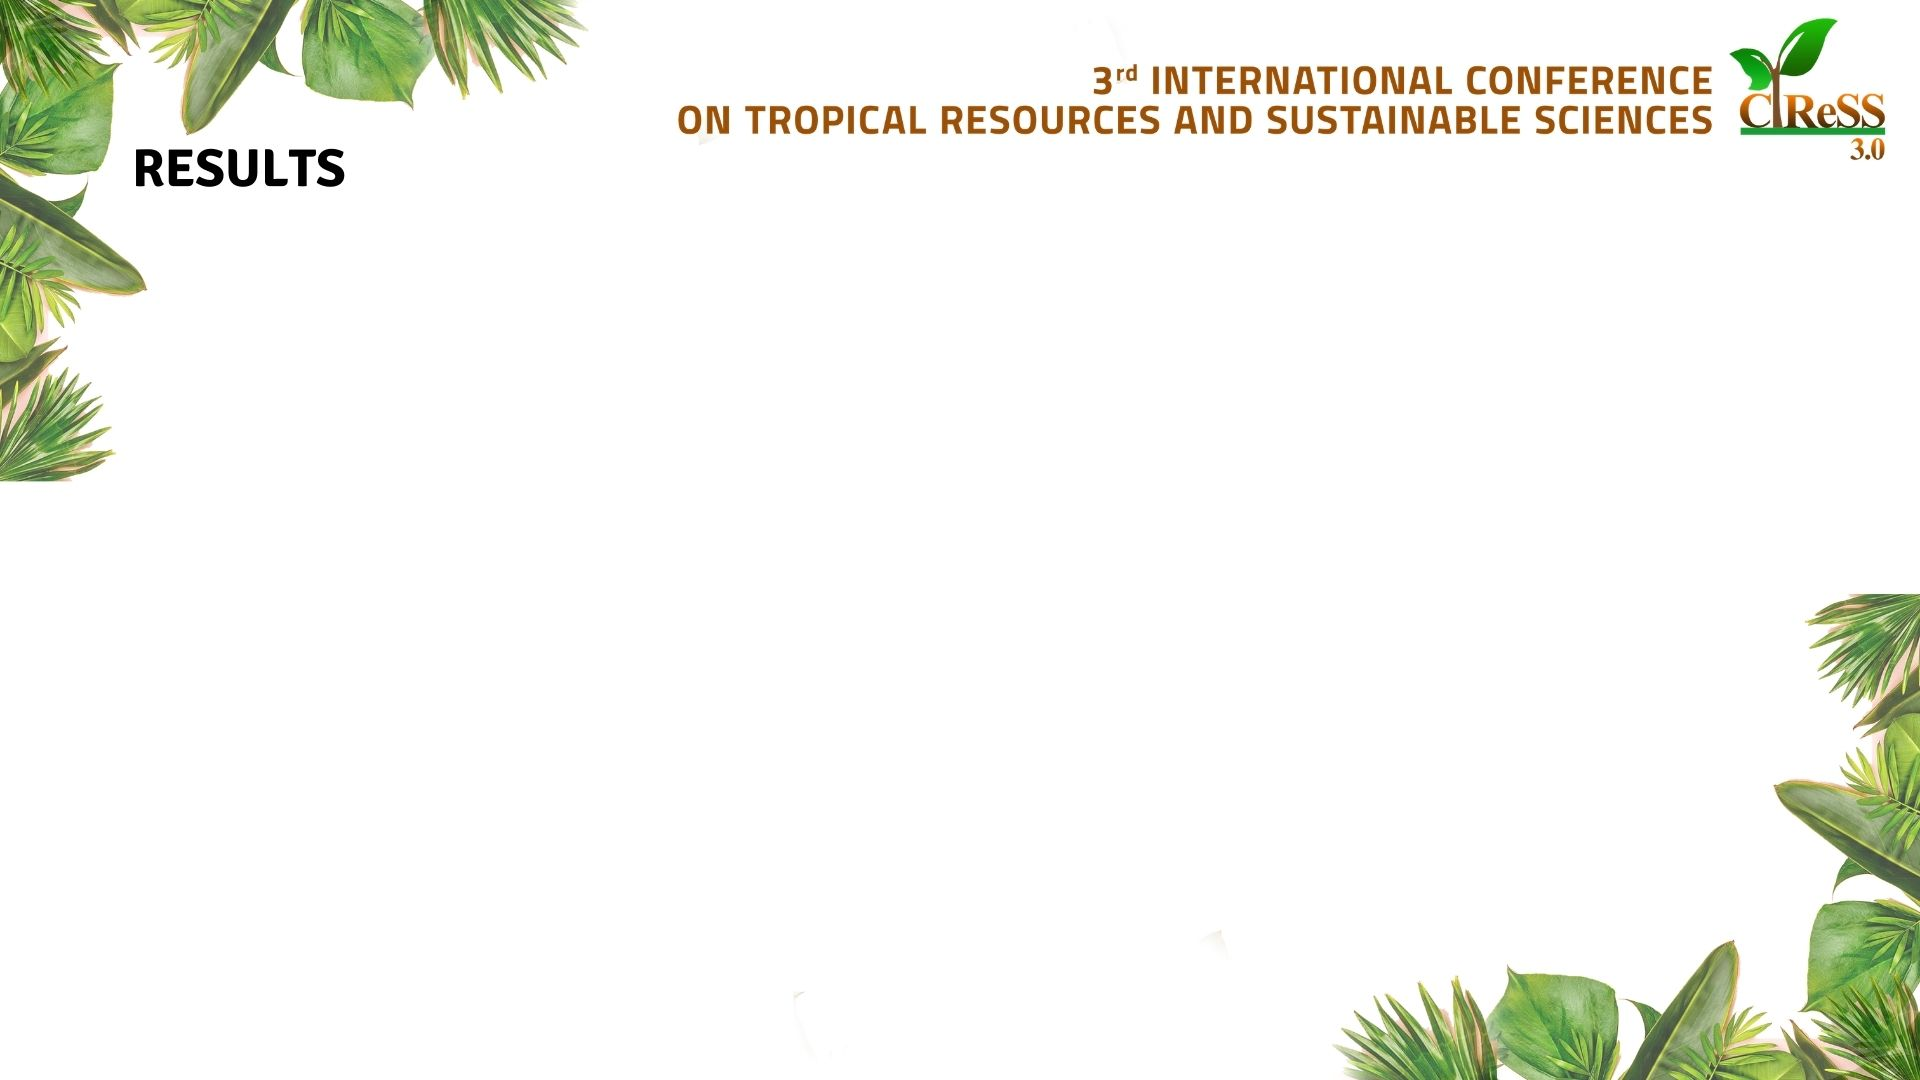 3rd INTERNATIONAL CONFERENCE
ON TROPICAL RESOURCES AND SUSTAINABLE SCIENCES
CTReSS
3.0
RESULTS